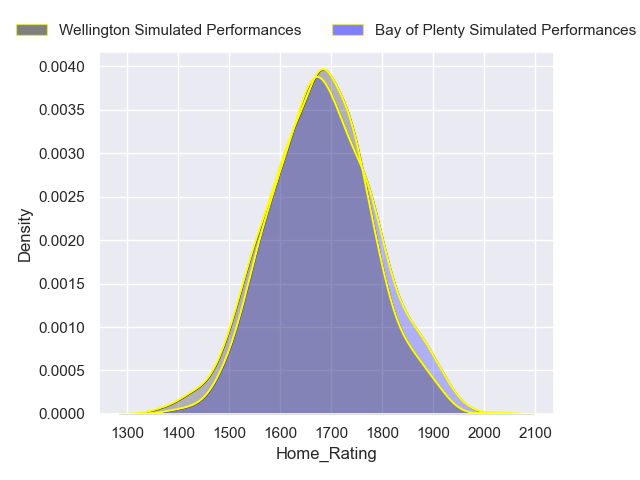 Wellington Simulated Performances
Bay of Plenty Simulated Performances
0.0040
0.0035
0.0030
0.0025
0.0020
0.0015
0.0010
0.0005
0.0000
Density
1300 1400 1500 1600 1700 1800 1900 2000 2100
Home_Rating